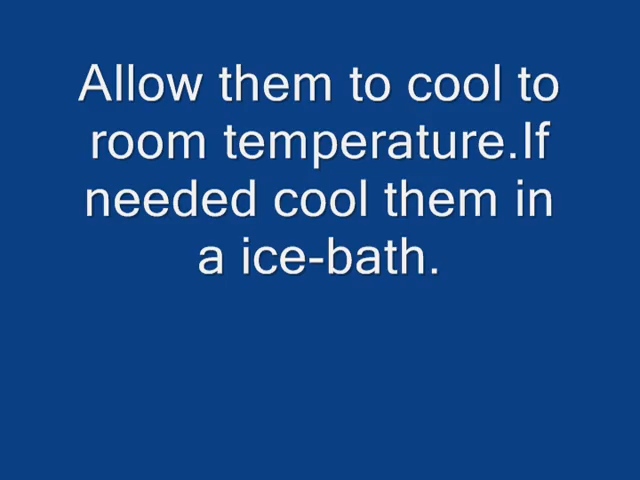 Allow them to cool to
room temperature.If
needed cool them in
a ice-bath.